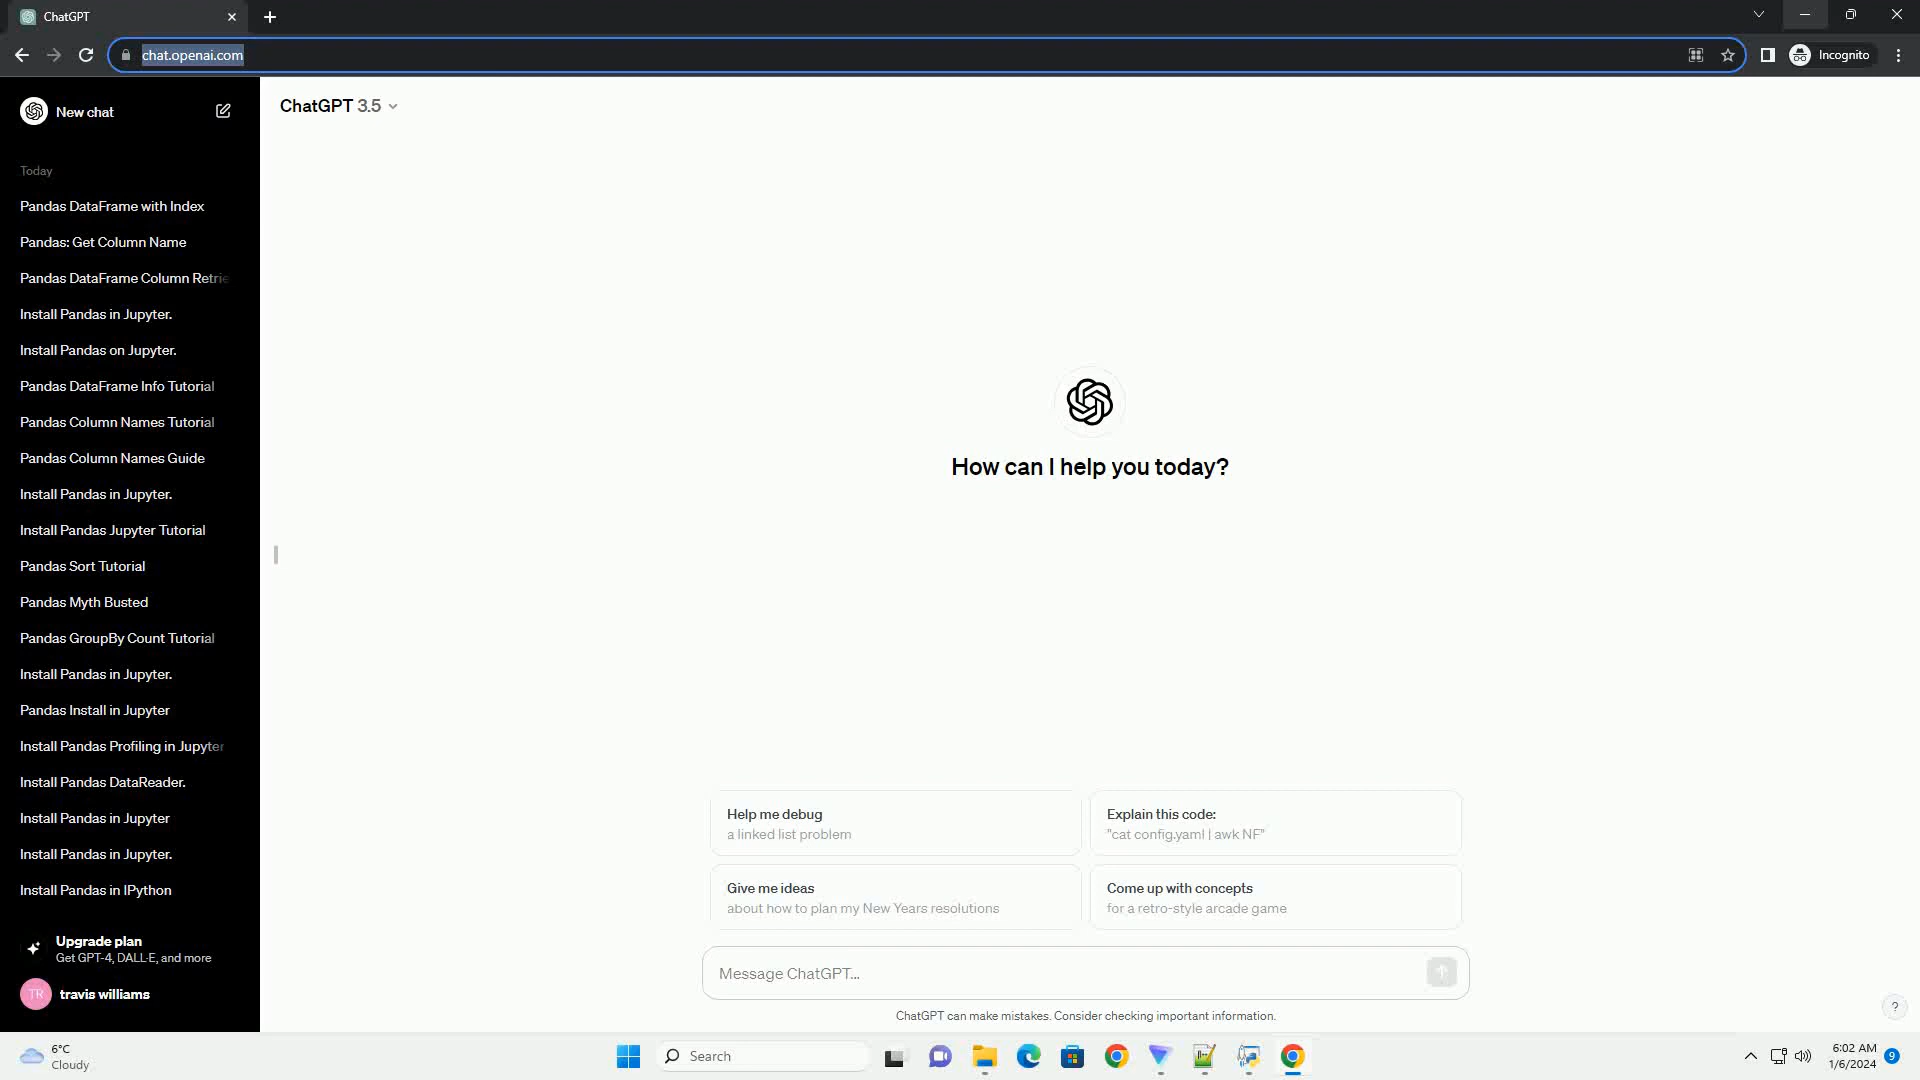 ChatGPT
chat.openai.com
Incognito
New chat
ChatGPT 3.5
Today
Pandas DataFrame with Index
Pandas: Get Column Name
Pandas DataFrame Column Retrie
Install Pandas in Jupyter.
Install Pandas on Jupyter.
Pandas DataFrame Info Tutorial
Pandas Column Names Tutorial
Pandas Column Names Guide
Install Pandas in Jupyter.
Install Pandas Jupyter Tutorial
Pandas Sort Tutorial
Pandas Myth Busted
Pandas GroupBy Count Tutorial
Install Pandas in Jupyter.
Pandas Install in Jupyter
Install Pandas Profiling in Jupyter
Install Pandas DataReader.
Install Pandas in Jupyter
Install Pandas in Jupyter.
Install Pandas in IPython
Upgrade plan
Get GPT-4, DALL·E, and more
TR
travis williams
How can I help you today?
Help me debug
a linked list problem
Explain this code:
"cat config.yaml | awk NF"
Give me ideas
about how to plan my New Years resolutions
Come up with concepts
for a retro-style arcade game
Message ChatGPT...
ChatGPT can make mistakes. Consider checking important information.
?
6°C
Cloudy
Search
6:02 AM
1/6/2024
9